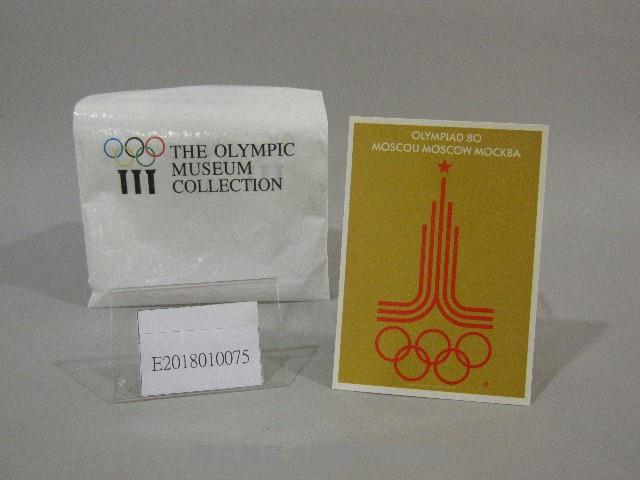 THE OLYMPIC
MUSEUM
COLLECTION
OLYMPIAD 80
MOSCOU MOSCOW МОСКВА
E2018010075